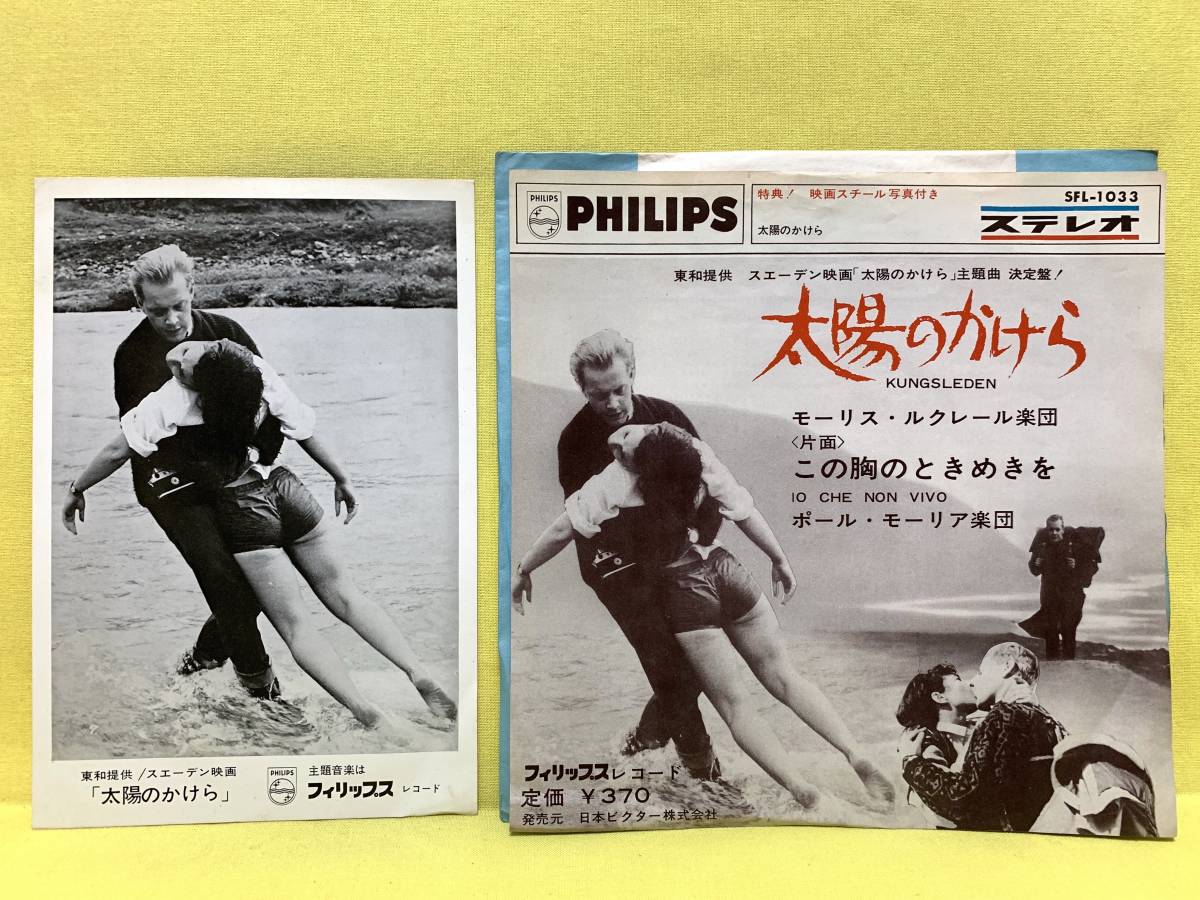 東和提供/スエーデン映画
「太陽のかけら」
PHILIPS
主題音楽は
フィリップス レコード
PHILIPS
PHILIPS
特典! 映画スチール写真付き
太陽のかけら
SFL-1033
ステレオ
東和提供 スエーデン映画「太陽のかけら」主題曲 決定盤!
太陽のかけら
KUNGSLEDEN
モーリス・ルクレール楽団
〈片面〉
この胸のときめきを
IO CHE NON VIVO
ポール・モーリア楽団
フィリップス レコード
定価 ¥370
発売元 日本ビクター株式会社